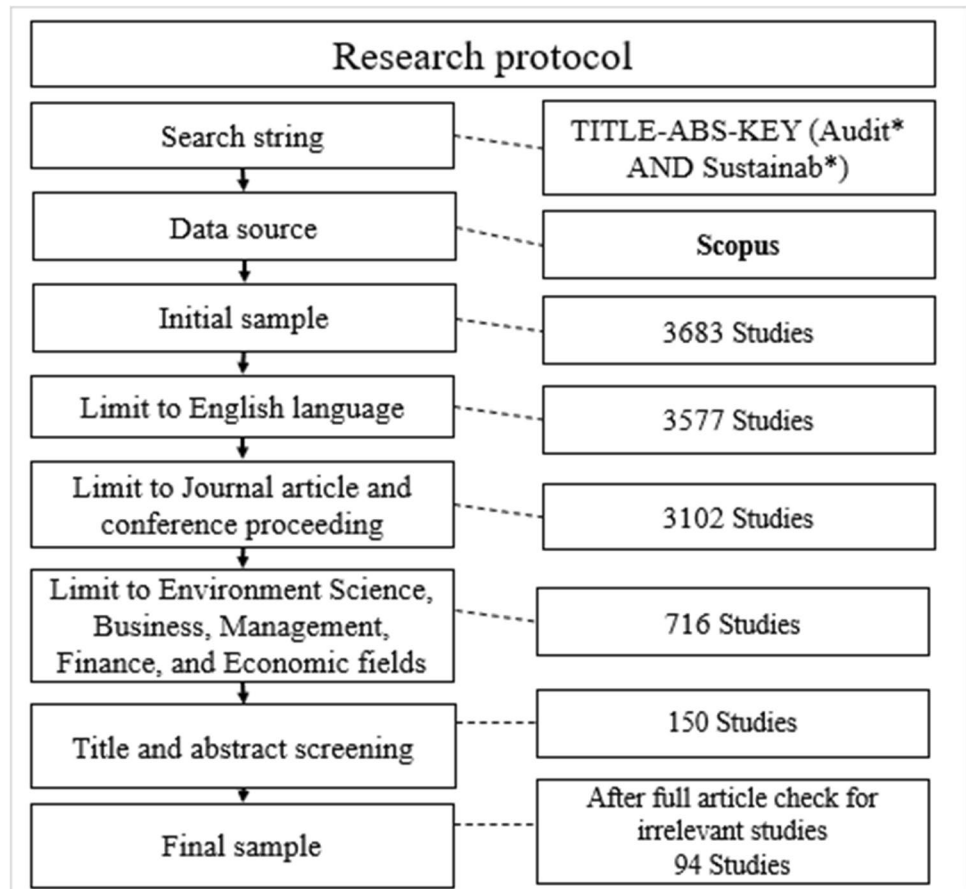 Research protocol
Search string
TITLE-ABS-KEY (Audit*
AND Sustainab*)
Data source
Scopus
Initial sample
3683 Studies
Limit to English language
3577 Studies
Limit to Journal article and
conference proceeding
3102 Studies
Limit to Environment Science,
Business, Management,
Finance, and Economic fields
716 Studies
Title and abstract screening
150 Studies
Final sample
After full article check for
irrelevant studies
94 Studies